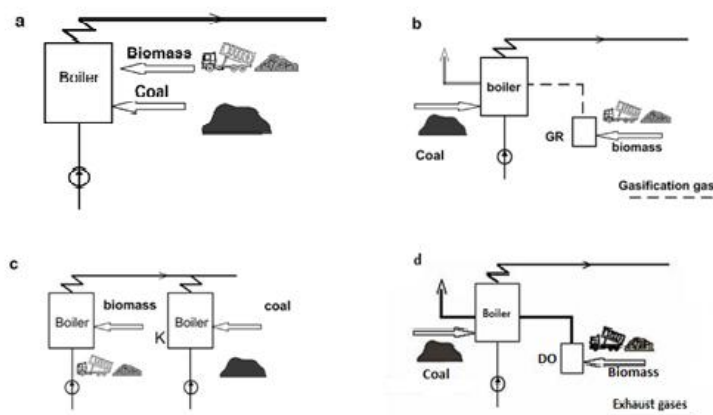 a
Biomass
Boiler
Coal
b
boiler
Coal
GR
biomass
Gasification gas
c
biomass
coal
Boiler
K
Boiler
d
Boiler
Coal
DO
Biomass
Exhaust gases